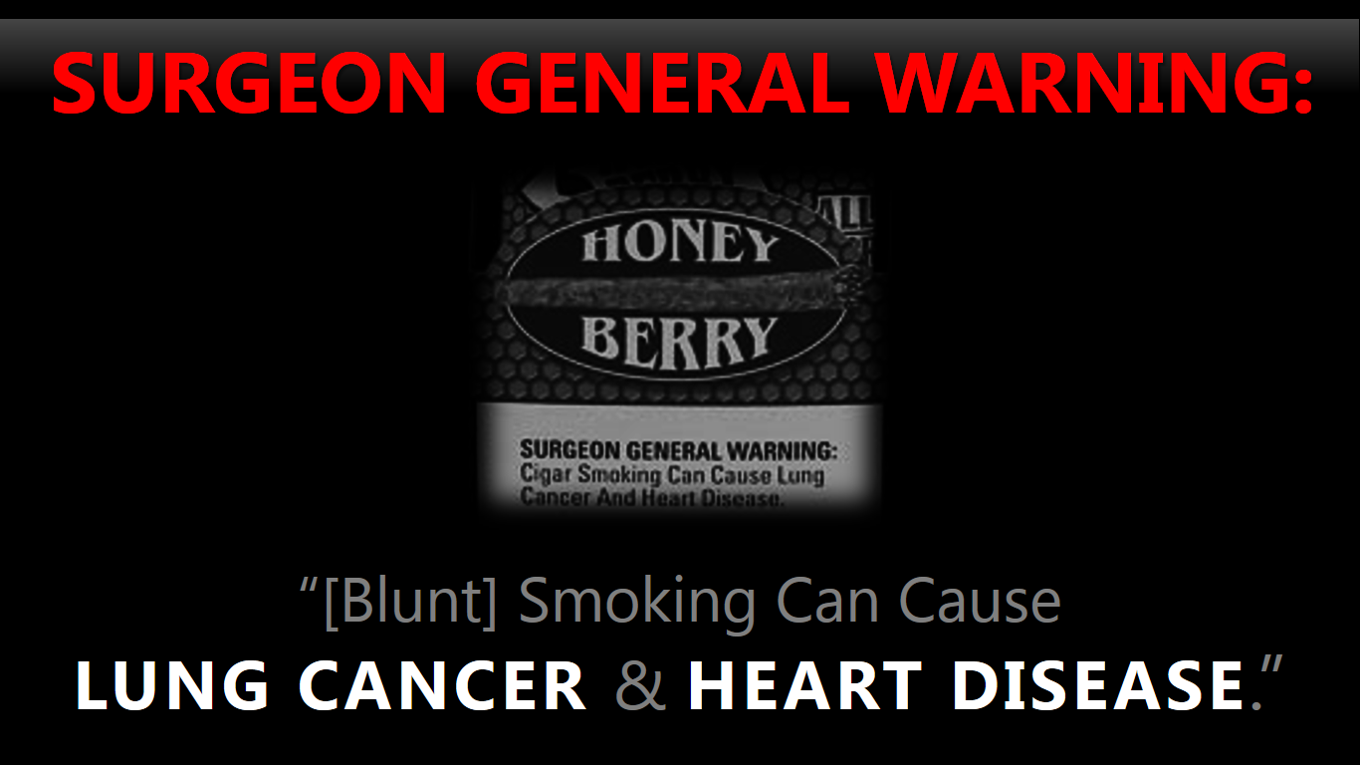 SURGEON GENERAL WARNING:
ALL
HONEY
BERRY
SURGEON GENERAL WARNING:
Cigar Smoking Can Cause Lung
Cancer And Heart Disease.
“[Blunt] Smoking Can Cause
LUNG CANCER & HEART DISEASE.”